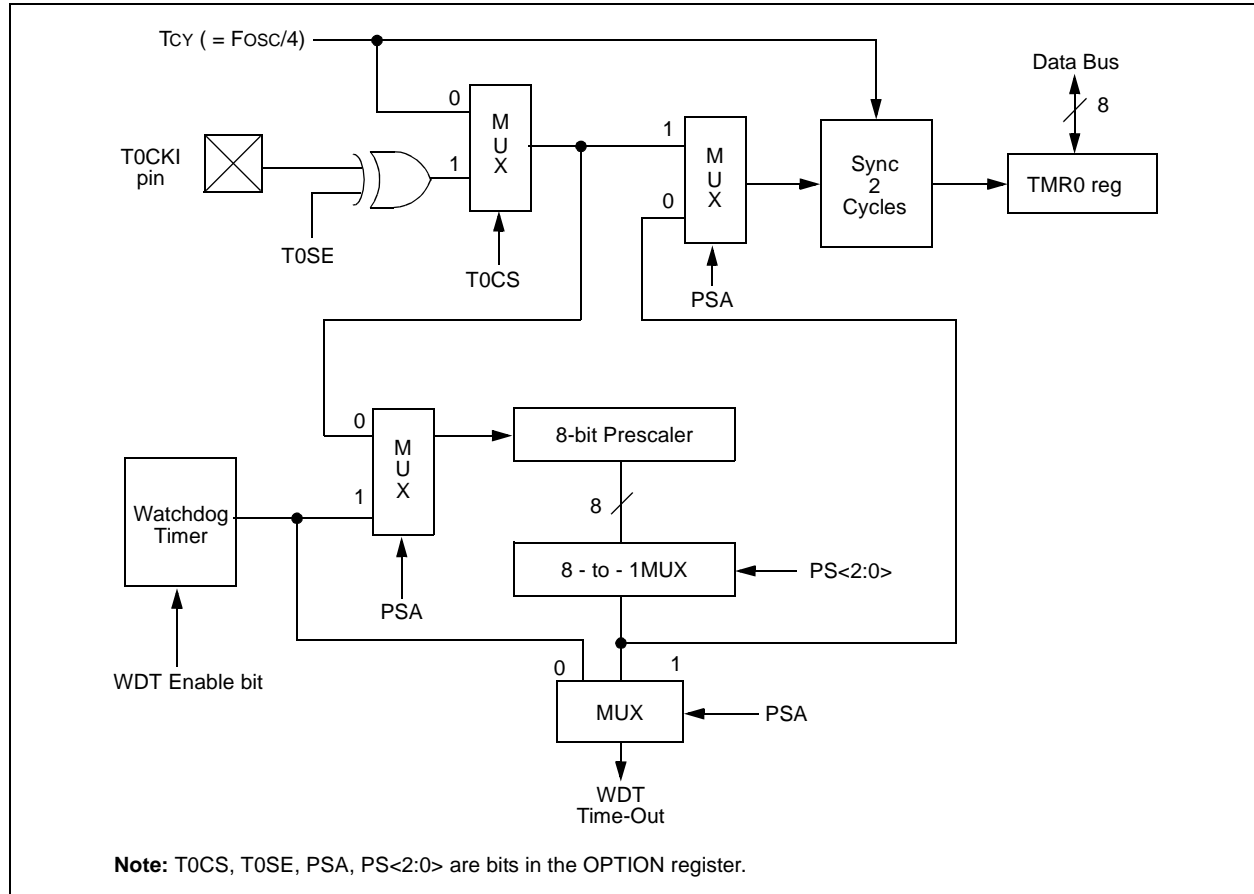 TCY ( = FOSC/4)
Data Bus
8
0
M
U
X
1
T0CKI
pin
T0SE
T0CS
1
M
U
X
0
PSA
Sync
2
Cycles
TMR0 reg
0
M
U
X
1
8-bit Prescaler
Watchdog
Timer
8
8 - to - 1MUX
PS<2:0>
PSA
WDT Enable bit
0
1
MUX
PSA
WDT
Time-Out
Note: T0CS, T0SE, PSA, PS<2:0> are bits in the OPTION register.